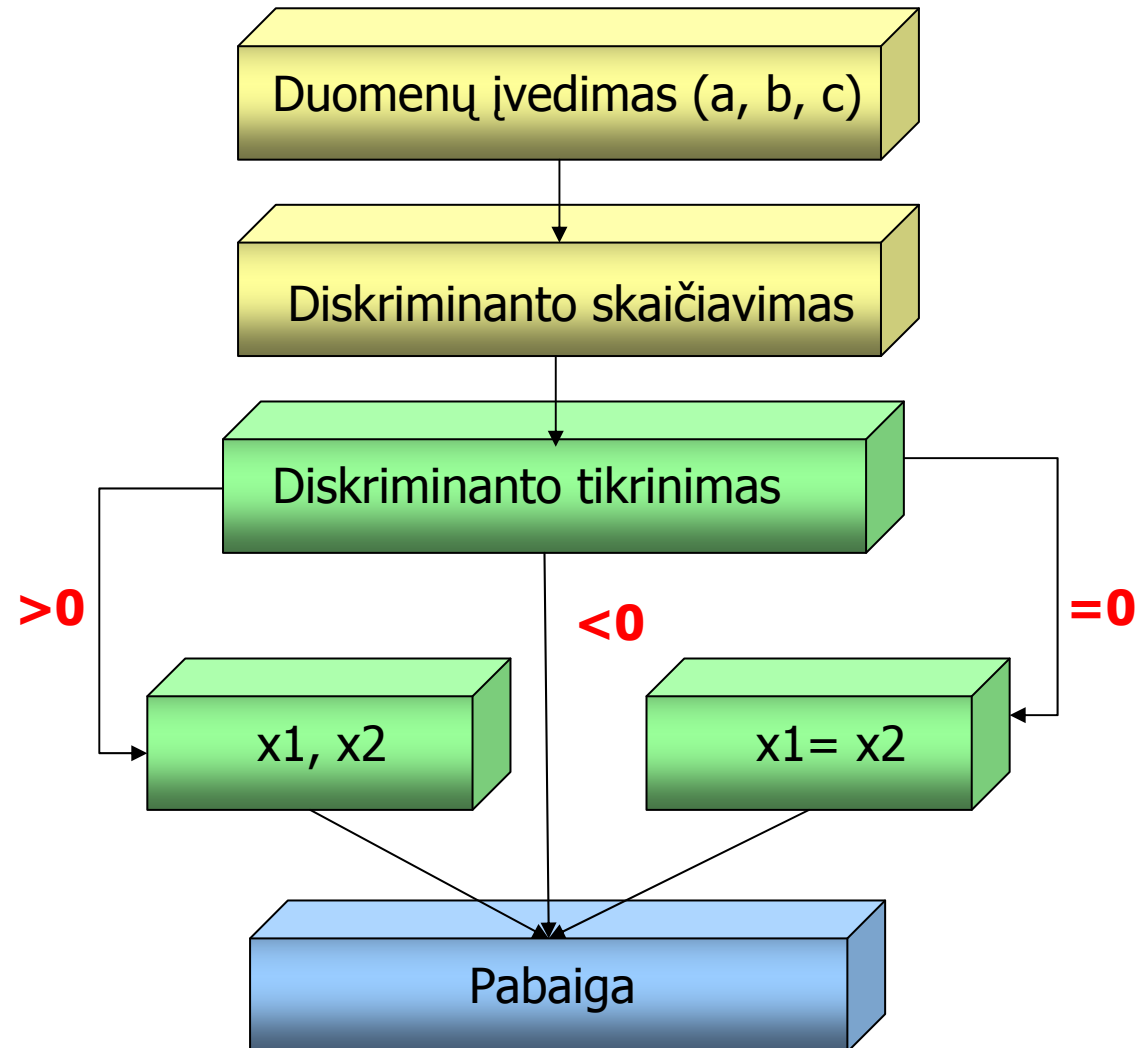 Duomenų įvedimas (a, b, c)
Diskriminanto skaičiavimas
Diskriminanto tikrinimas
>0
<0
=0
x1, x2
x1= x2
Pabaiga